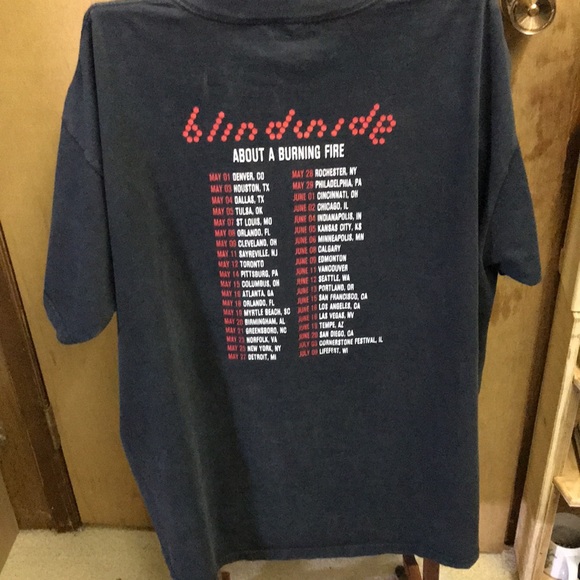 blindside
ABOUT A BURNING FIRE
MAY 01 DENVER, CO
MAY 03 HOUSTON, TX
MAY 04 DALLAS, TX
MAY 05 TULSA, OK
MAY 07 ST LOUIS, MO
MAY 08 ORLANDO, FL
MAY 09 CLEVELAND, OH
MAY 11 SAYREVILLE, NJ
MAY 12 TORONTO
MAY 14 PITTSBURG, PA
MAY 15 COLUMBUS, OH
MAY 16 ATLANTA, GA
MAY 18 ORLANDO, FL
MAY 19 MYRTLE BEACH, SC
MAY 20 BIRMINGHAM, AL
MAY 21 GREENSBORO, NC
MAY 23 NORFOLK, VA
MAY 25 NEW YORK, NY
MAY 27 DETROIT, MI
MAY 28 ROCHESTER, NY
MAY 29 PHILADELPHIA, PA
JUNE 01 CINCINNATI, OH
JUNE 02 CHICAGO, IL
JUNE 04 INDIANAPOLIS, IN
JUNE 05 KANSAS CITY, KS
JUNE 06 MINNEAPOLIS, MN
JUNE 08 CALGARY
JUNE 09 EDMONTON
JUNE 11 VANCOUVER
JUNE 12 SEATTLE, WA
JUNE 13 PORTLAND, OR
JUNE 15 SAN FRANCISCO, CA
JUNE LOS ANGELES, CA
JUNE LAS VEGAS, NV
JUNE TEMPE, AZ
JUNE 20 SAN DIEGO, CA
JULY 03 CORNERSTONE FESTIVAL, IL
JULY LIFEFEST, WI